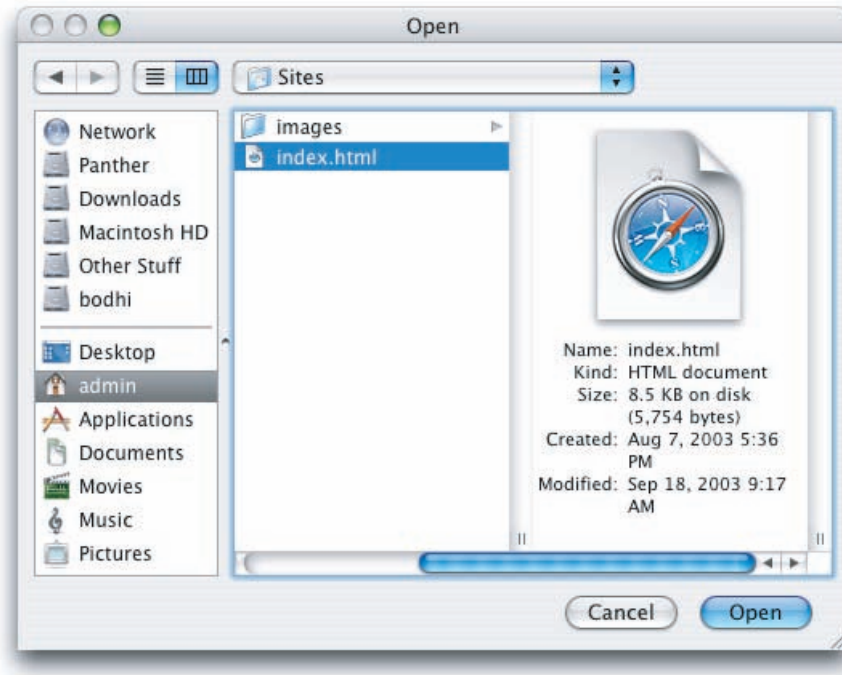 Open
Sites
Network
Panther
Downloads
Macintosh HD
Other Stuff
bodhi
Desktop
admin
Applications
Documents
Movies
Music
Pictures
images
index.html
Name: index.html
Kind: HTML document
Size: 8.5 KB on disk
(5,754 bytes)
Created: Aug 7, 2003 5:36
PM
Modified: Sep 18, 2003 9:17
AM
Cancel
Open